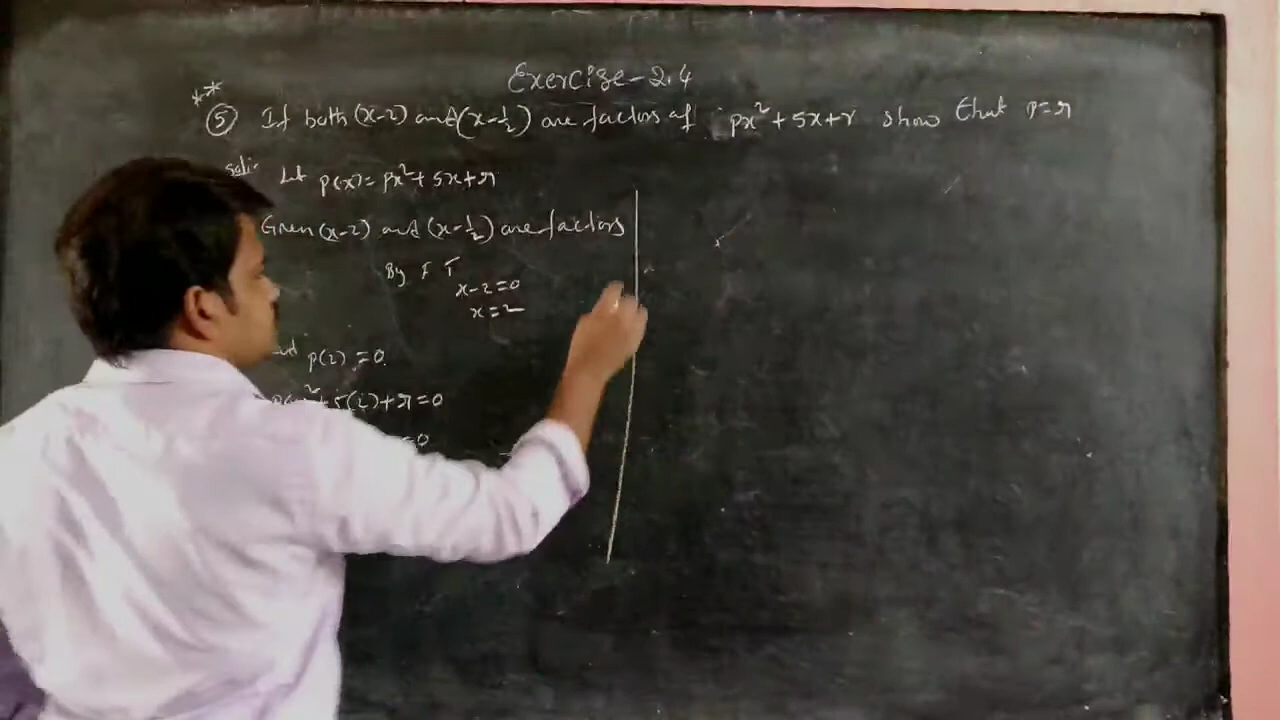 Exercise-2.4
** ⑤ If both (x-2) and (x-1/2) are factors of px²+5x+r show that p=r
Sol:- Let p(x)=px²+5x+r
Given (x-2) and (x-1/2) are factors
By F T
x-2=0
x=2
p(2)=0.
+5(2)+r=0
=0